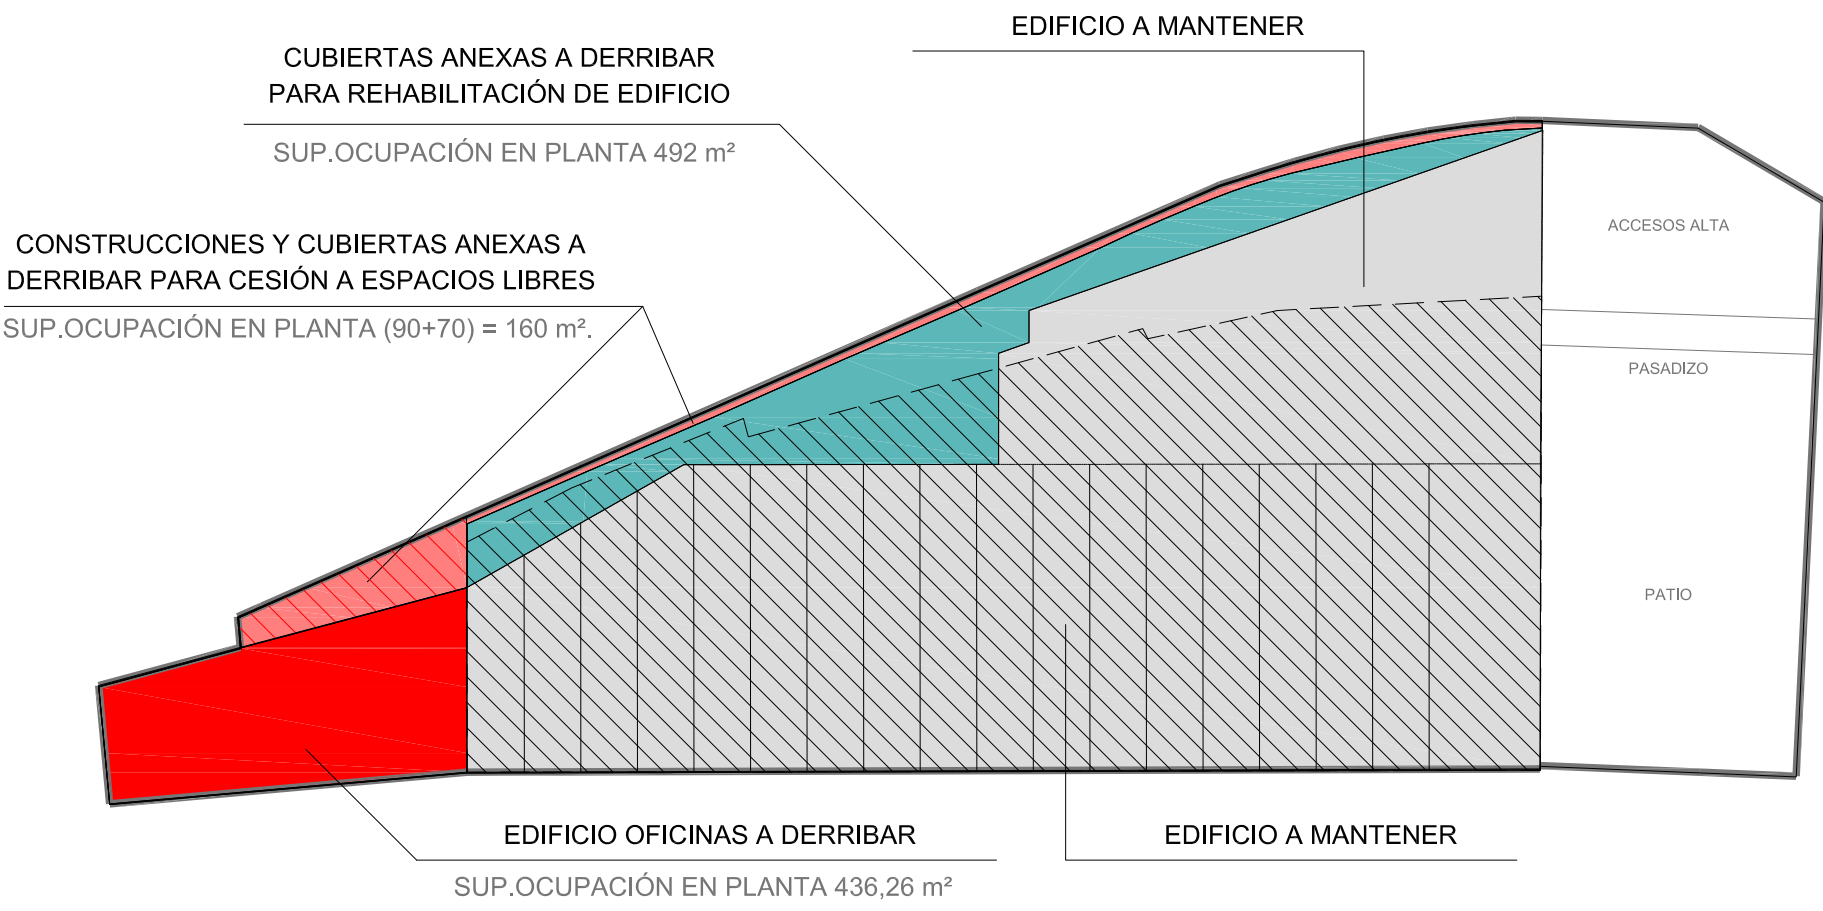 EDIFICIO A MANTENER
CUBIERTAS ANEXAS A DERRIBAR
PARA REHABILITACIÓN DE EDIFICIO
SUP.OCUPACIÓN EN PLANTA 492 m²
CONSTRUCCIONES Y CUBIERTAS ANEXAS A
DERRIBAR PARA CESIÓN A ESPACIOS LIBRES
SUP.OCUPACIÓN EN PLANTA (90+70) = 160 m².
ACCESOS ALTA
PASADIZO
PATIO
EDIFICIO OFICINAS A DERRIBAR
SUP.OCUPACIÓN EN PLANTA 436,26 m²
EDIFICIO A MANTENER